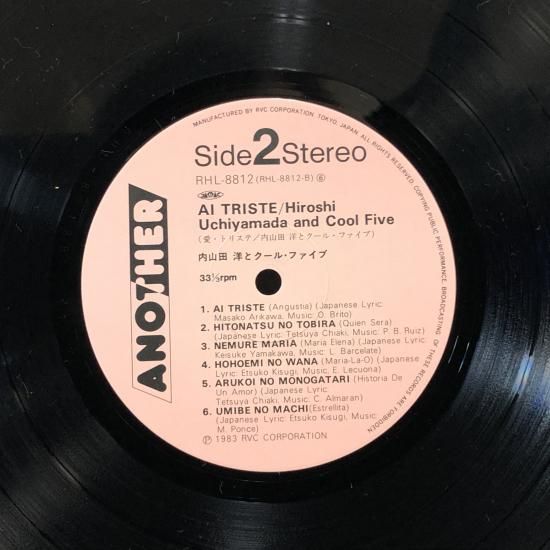 MANUFACTURED BY RVC CORPORATION, TOKYO, JAPAN. ALL RIGHTS RESERVED. COPYING PUBLIC PERFORMANCE, BROADCASTING OF THESE RECORDS ARE FORBIDDEN
Side 2 Stereo
RHL-8812 (RHL-8812-B) ⑥
AI TRISTE/Hiroshi
Uchiyamada and Cool Five
(愛・トリステ/内山田 洋とクール・ファイブ)
内山田 洋とクール・ファイブ
33⅓rpm
ANOTHER
1. AI TRISTE (Angustia) (Japanese Lyric:
Masako Arikawa, Music: O. Brito)
2. HITONATSU NO TOBIRA (Quien Sera)
(Japanese Lyric: Tetsuya Chiaki, Music: P. B. Ruiz)
3. NEMURE MARIA (Maria Elena) (Japanese Lyric:
Keisuke Yamakawa, Music: L. Barcelate)
4. HOHOEMI NO WANA (Maria-La-O) (Japanese
Lyric: Etsuko Kisugi, Music: E. Lecuona)
5. ARUKOI NO MONOGATARI (Historia De
Un Amor) (Japanese Lyric:
Tetsuya Chiaki, Music: C. Almaran)
6. UMIBE NO MACHI (Estrellita)
(Japanese Lyric: Etsuko Kisugi, Music:
M. Ponce)
Ⓟ 1983 RVC CORPORATION